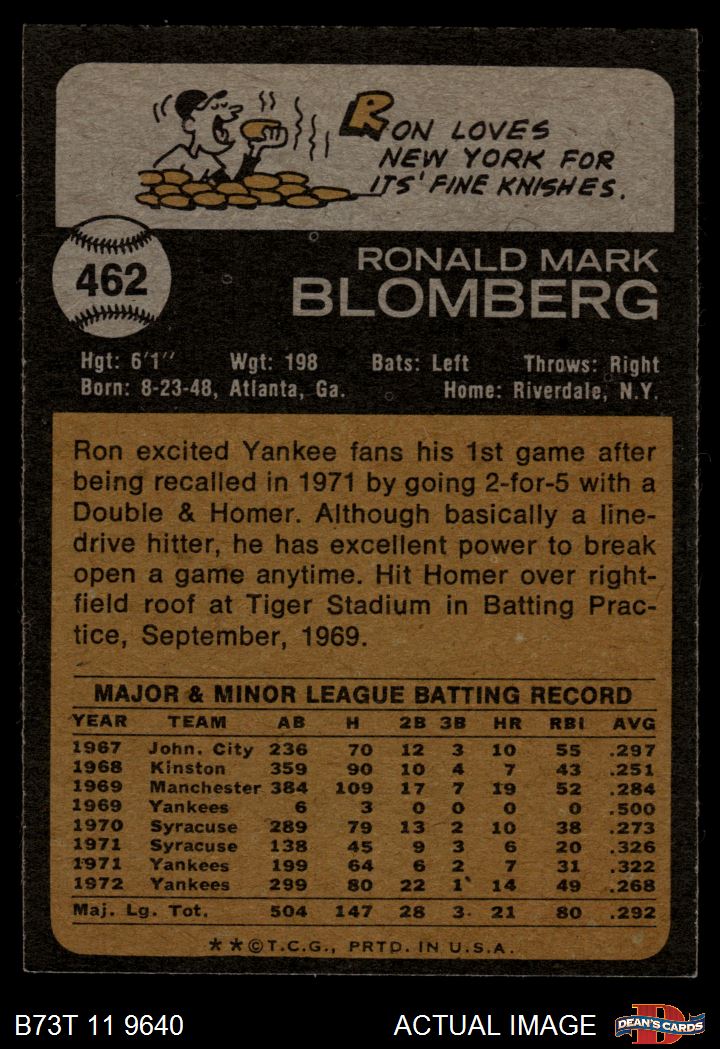 RON LOVES
NEW YORK FOR
ITS' FINE KNISHES.
462
RONALD MARK
BLOMBERG
Hgt: 6'1" Wgt: 198 Bats: Left Throws: Right
Born: 8-23-48, Atlanta, Ga. Home: Riverdale, N.Y.
Ron excited Yankee fans his 1st game after
being recalled in 1971 by going 2-for-5 with a
Double & Homer. Although basically a line-
drive hitter, he has excellent power to break
open a game anytime. Hit Homer over right-
field roof at Tiger Stadium in Batting Prac-
tice, September, 1969.
MAJOR & MINOR LEAGUE BATTING RECORD
YEAR TEAM AB H 2B 3B HR RBI AVG
1967 John. City 236 70 12 3 10 55 .297
1968 Kinston 359 90 10 4 7 43 .251
1969 Manchester 384 109 17 7 19 52 .284
1969 Yankees 6 3 0 0 0 0 .500
1970 Syracuse 289 79 13 2 10 38 .273
1971 Syracuse 138 45 9 3 6 20 .326
1971 Yankees 199 64 6 2 7 31 .322
1972 Yankees 299 80 22 1 14 49 .268
Maj. Lg. Tot. 504 147 28 3 21 80 .292
**©T.C.G., PRTD. IN U.S.A.
B73T 11 9640 ACTUAL IMAGE D DEAN'S CARDS